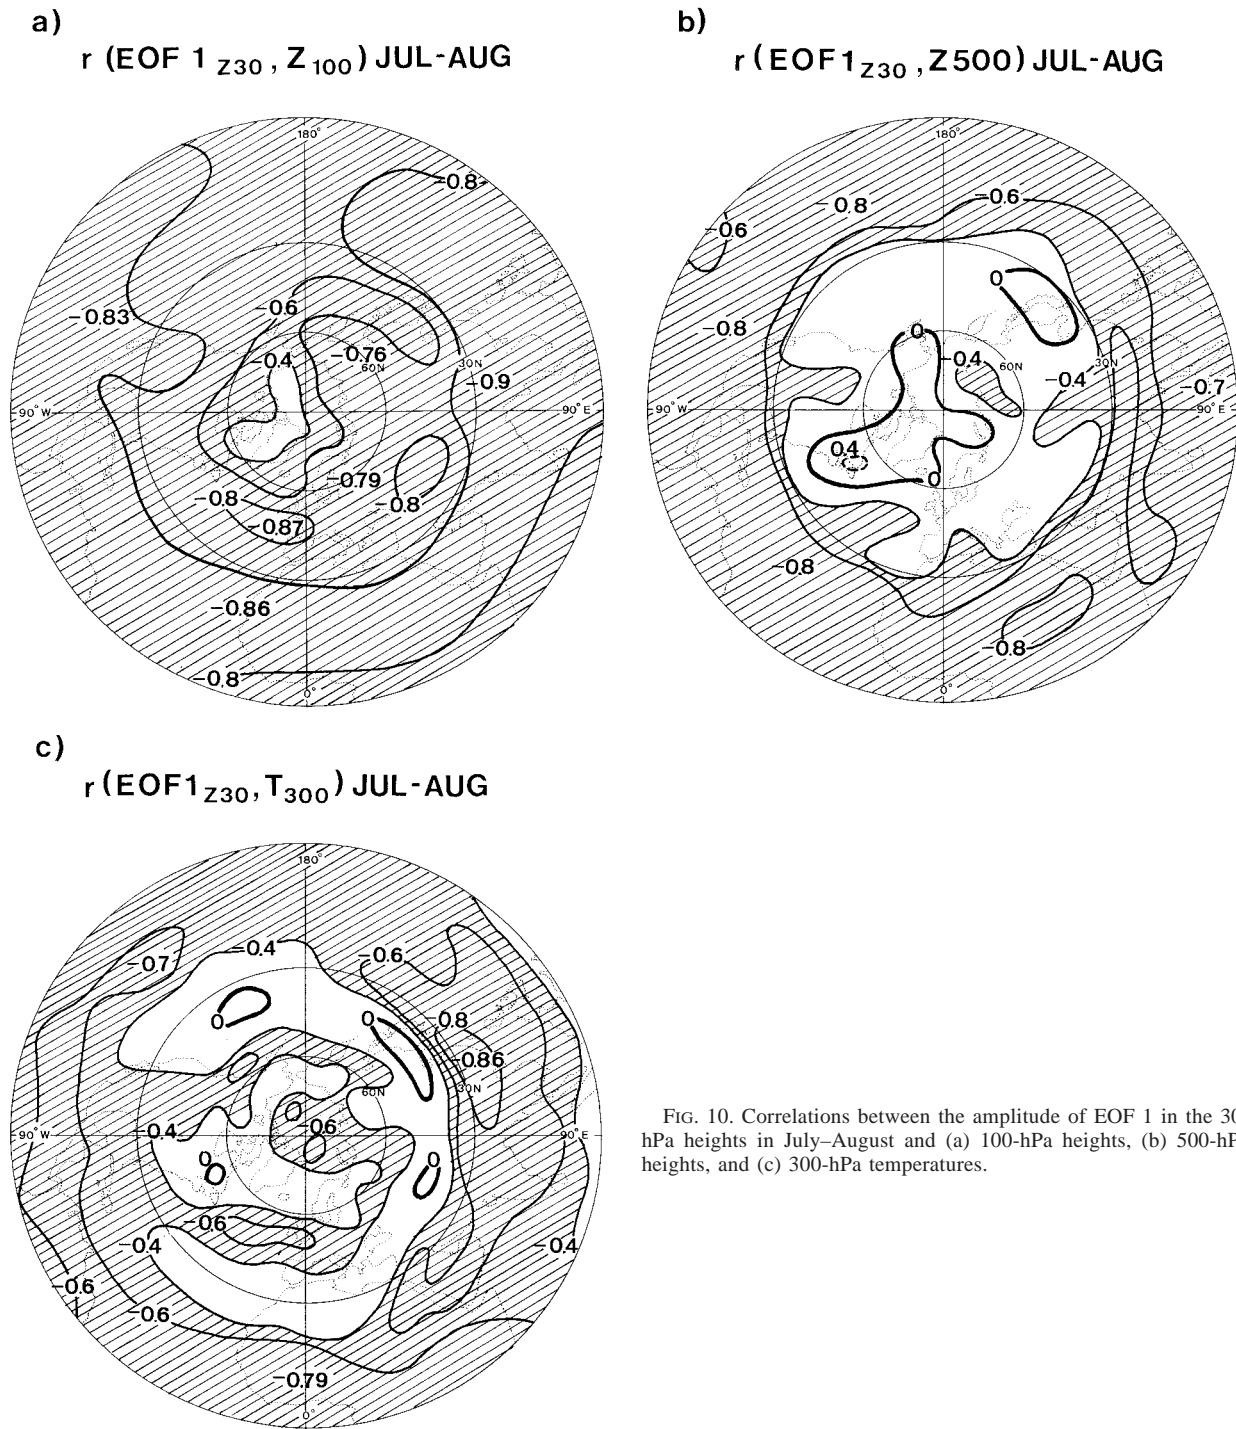 a)
r (EOF 1 Z30 , Z 100 ) JUL-AUG
180°
-0.8
-0.83
-0.6
-0.4
-0.76
60N
30N
-0.9
90°W
90°E
-0.79
-0.8
-0.8
-0.87
-0.86
-0.8
0°
b)
r ( EOF1 Z30 , Z500 ) JUL-AUG
180°
-0.8
-0.6
-0.6
0
-0.8
0
-0.4
60N
30N
-0.4
-0.7
90°W
90°E
0.4
0
-0.8
-0.8
0°
c)
r ( EOF1 Z30 , T 300 ) JUL-AUG
180°
-0.4
-0.6
-0.7
0
0
-0.8
-0.86
60N
30N
-0.4
-0.6
90°W
90°E
0
0
-0.6
-0.4
-0.4
-0.6
-0.6
-0.79
0°
FIG. 10. Correlations between the amplitude of EOF 1 in the 30
hPa heights in July–August and (a) 100-hPa heights, (b) 500-hP
heights, and (c) 300-hPa temperatures.